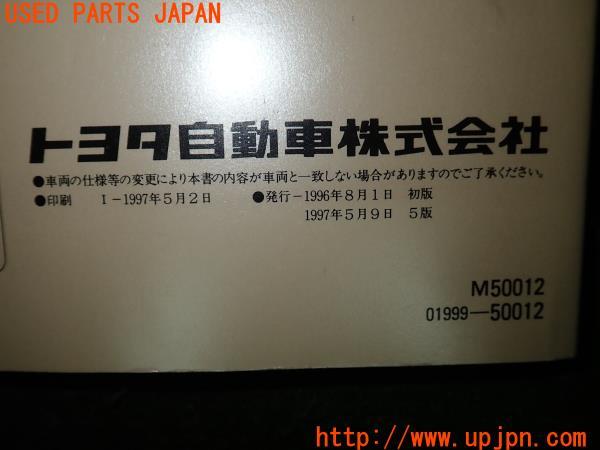 USED PARTS JAPAN
トヨタ自動車株式会社
●車両の仕様等の変更により本書の内容が車両と一致しない場合がありますのでご了承ください。
●印刷 I－1997年5月2日 ●発行－1996年8月1日 初版
1997年5月9日 5版
M50012
01999－50012
http://www.upjpn.com/